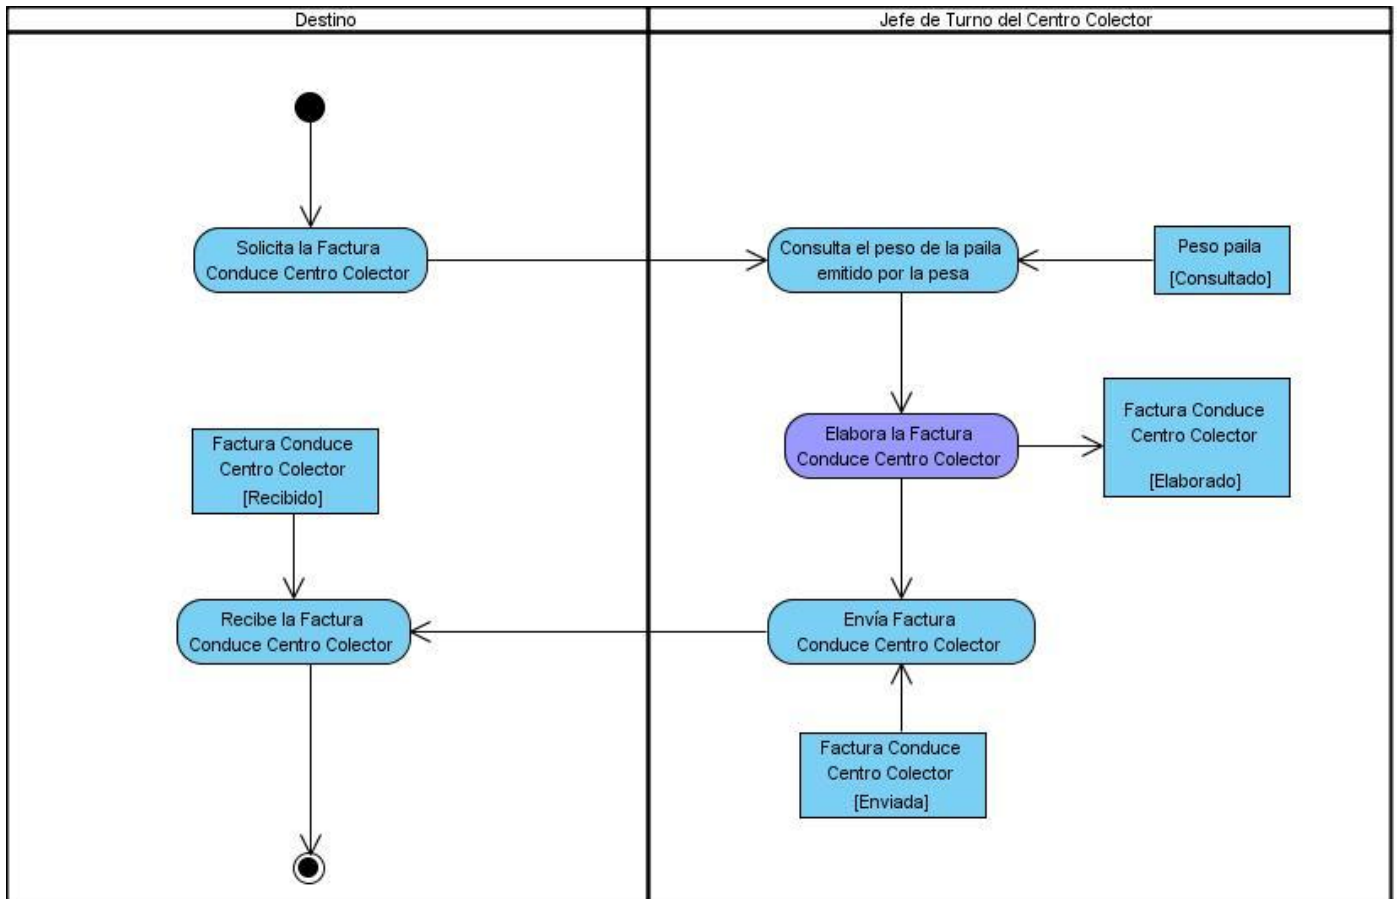 Destino
Jefe de Turno del Centro Colector
Solicita la Factura
Conduce Centro Colector
Consulta el peso de la paila
emitido por la pesa
Peso paila
[Consultado]
Elabora la Factura
Conduce Centro Colector
Factura Conduce
Centro Colector
[Elaborado]
Factura Conduce
Centro Colector
[Recibido]
Recibe la Factura
Conduce Centro Colector
Envía Factura
Conduce Centro Colector
Factura Conduce
Centro Colector
[Enviada]